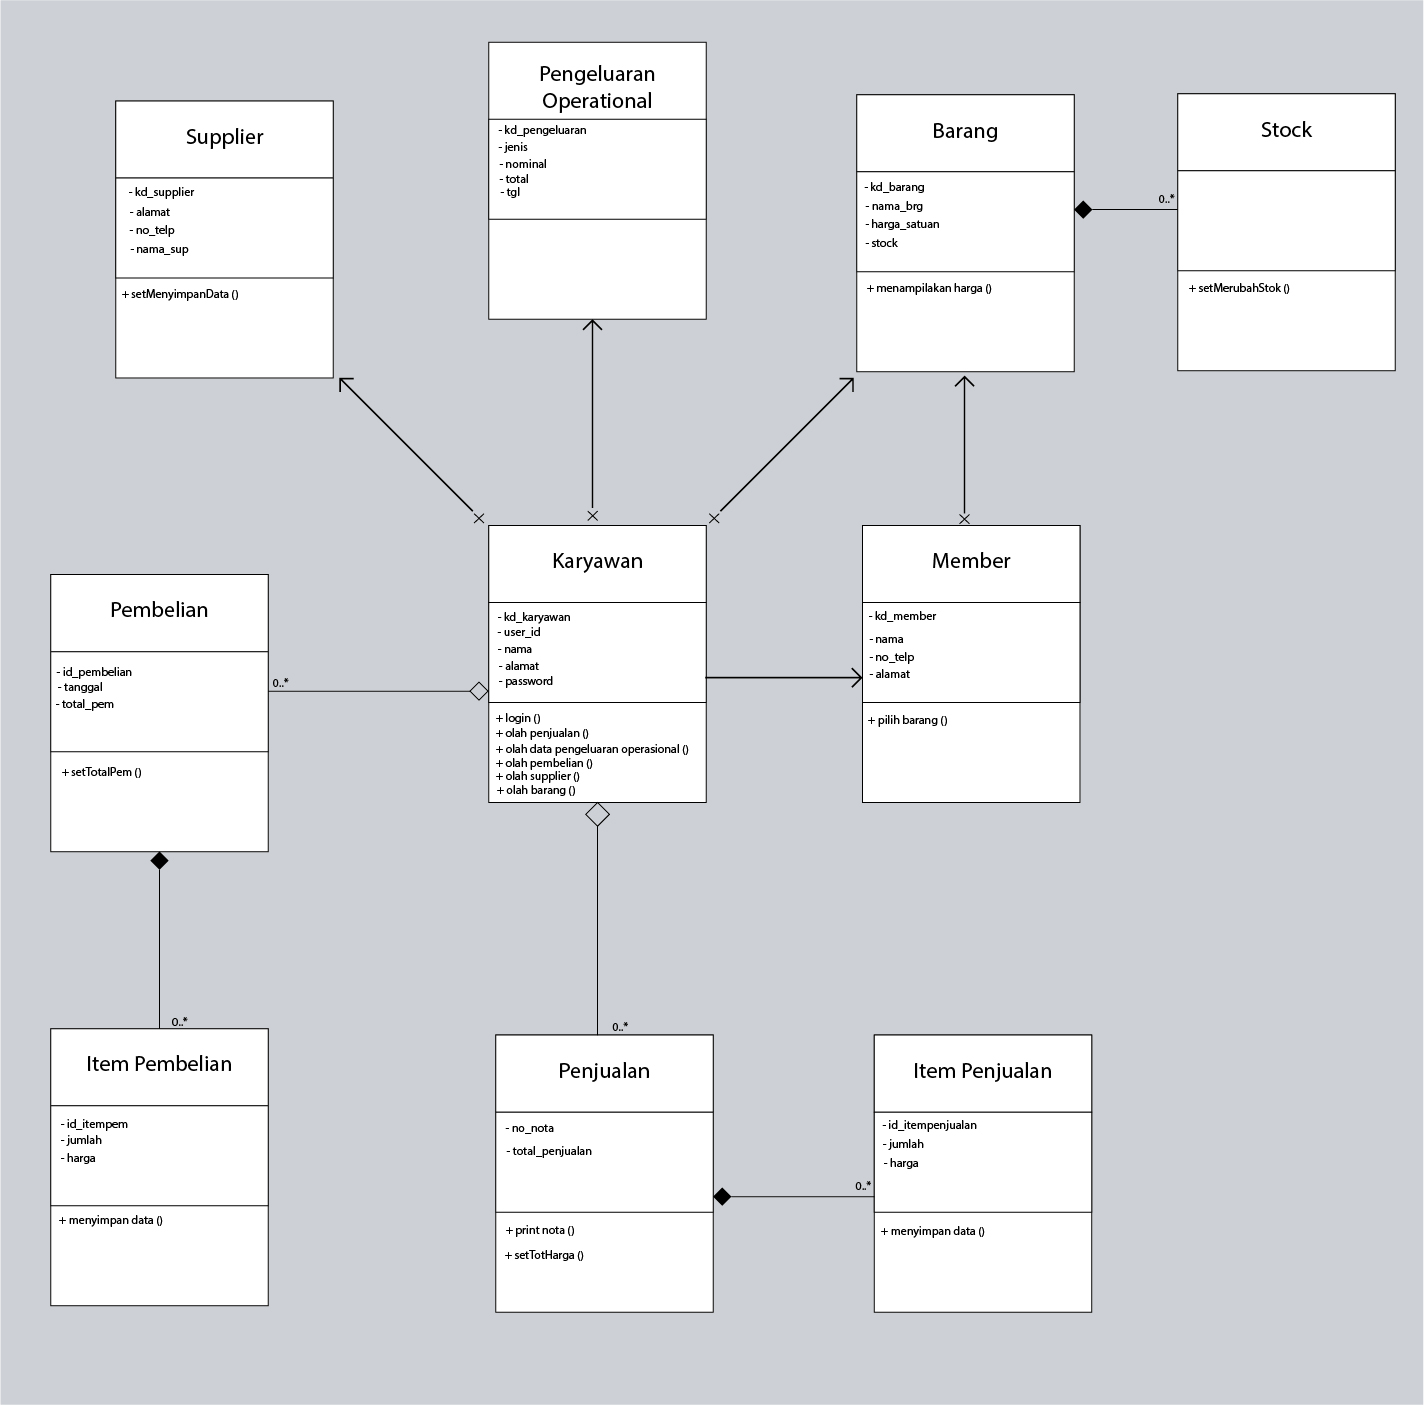 Pengeluaran
Operational
- kd_pengeluaran
- jenis
- nominal
- total
- tgl
Supplier
- kd_supplier
- alamat
- no_telp
- nama_sup
+ setMenyimpanData ()
Barang
- kd_barang
- nama_brg
- harga_satuan
- stock
+ menampilakan harga ()
0..*
Stock
+ setMerubahStok ()
Karyawan
- kd_karyawan
- user_id
- nama
- alamat
- password
+ login ()
+ olah penjualan ()
+ olah data pengeluaran operasional ()
+ olah pembelian ()
+ olah supplier ()
+ olah barang ()
Member
- kd_member
- nama
- no_telp
- alamat
+ pilih barang ()
Pembelian
- id_pembelian
- tanggal
- total_pem
+ setTotalPem ()
0..*
0..*
Item Pembelian
- id_itempem
- jumlah
- harga
+ menyimpan data ()
0..*
Penjualan
- no_nota
- total_penjualan
+ print nota ()
+ setTotHarga ()
0..*
Item Penjualan
- id_itempenjualan
- jumlah
- harga
+ menyimpan data ()